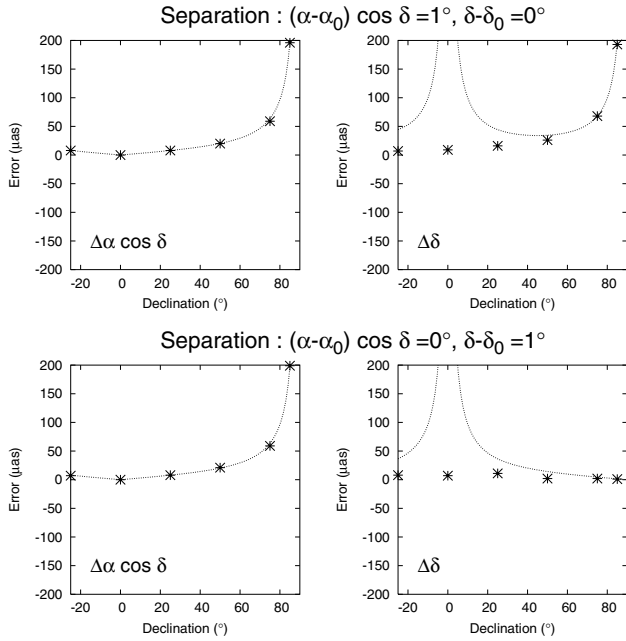 Separation : (α-α₀) cos δ =1°, δ-δ₀ =0°
200
150
100
50
0
-50
-100
-150
-200
Error (μas)
Δα cos δ
-20 0 20 40 60 80
Declination (°)
200
150
100
50
0
-50
-100
-150
-200
Error (μas)
Δδ
-20 0 20 40 60 80
Declination (°)
Separation : (α-α₀) cos δ =0°, δ-δ₀ =1°
200
150
100
50
0
-50
-100
-150
-200
Error (μas)
Δα cos δ
-20 0 20 40 60 80
Declination (°)
200
150
100
50
0
-50
-100
-150
-200
Error (μas)
Δδ
-20 0 20 40 60 80
Declination (°)